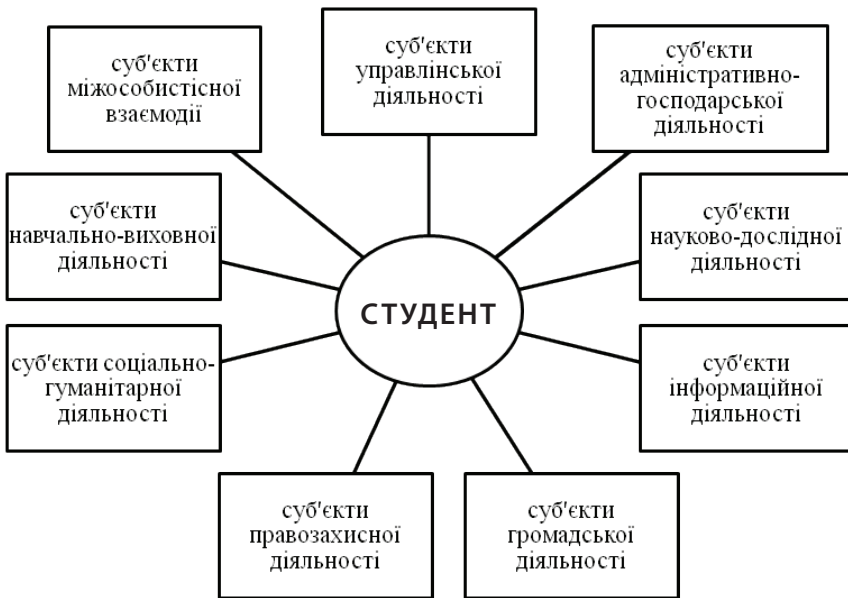 суб'єкти
міжособистісної
взаємодії
суб'єкти
управлінської
діяльності
суб'єкти
адміністративно-
господарської
діяльності
суб'єкти
навчально-виховної
діяльності
суб'єкти
науково-дослідної
діяльності
СТУДЕНТ
суб'єкти соціально-
гуманітарної
діяльності
суб'єкти
інформаційної
діяльності
суб'єкти
правозахисної
діяльності
суб'єкти
громадської
діяльності